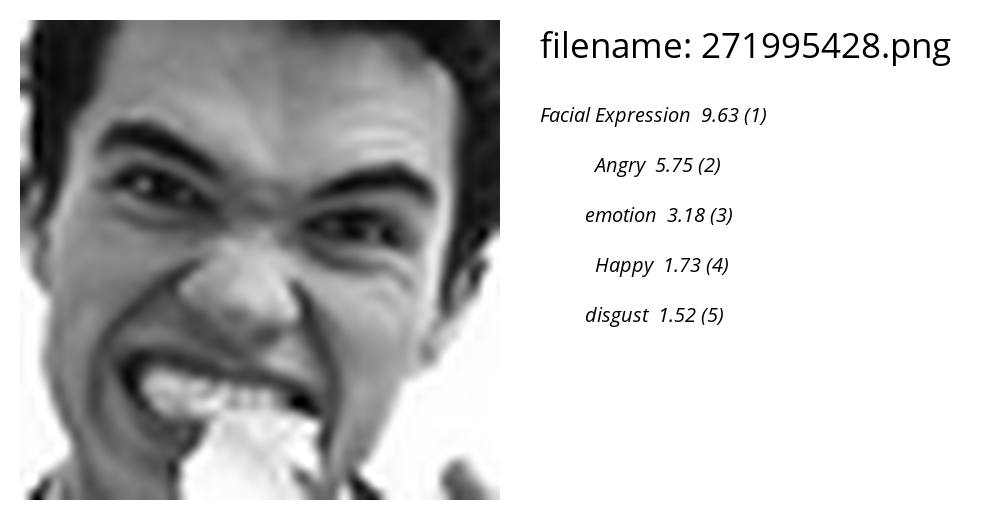 filename: 271995428.png
Facial Expression 9.63 (1)
Angry 5.75 (2)
emotion 3.18 (3)
Happy 1.73 (4)
disgust 1.52 (5)